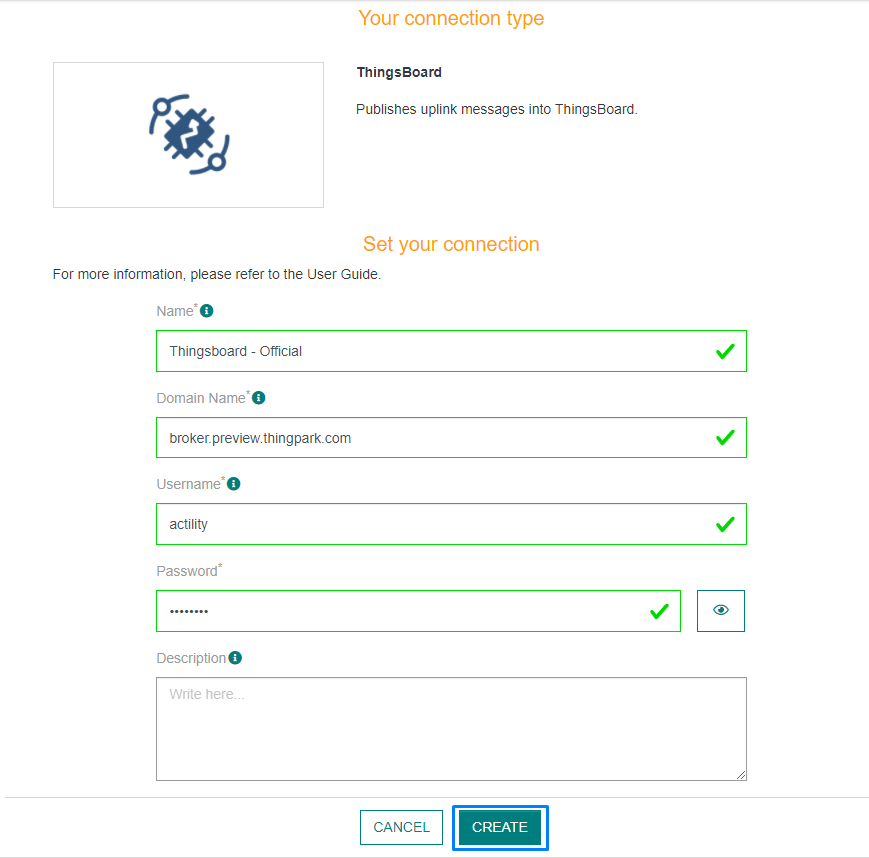 Your connection type
ThingsBoard
Publishes uplink messages into ThingsBoard.
Set your connection
For more information, please refer to the User Guide.
Name*
Thingsboard - Official
Domain Name*
broker.preview.thingpark.com
Username*
actility
Password*
••••••••
Description
Write here...
CANCEL CREATE